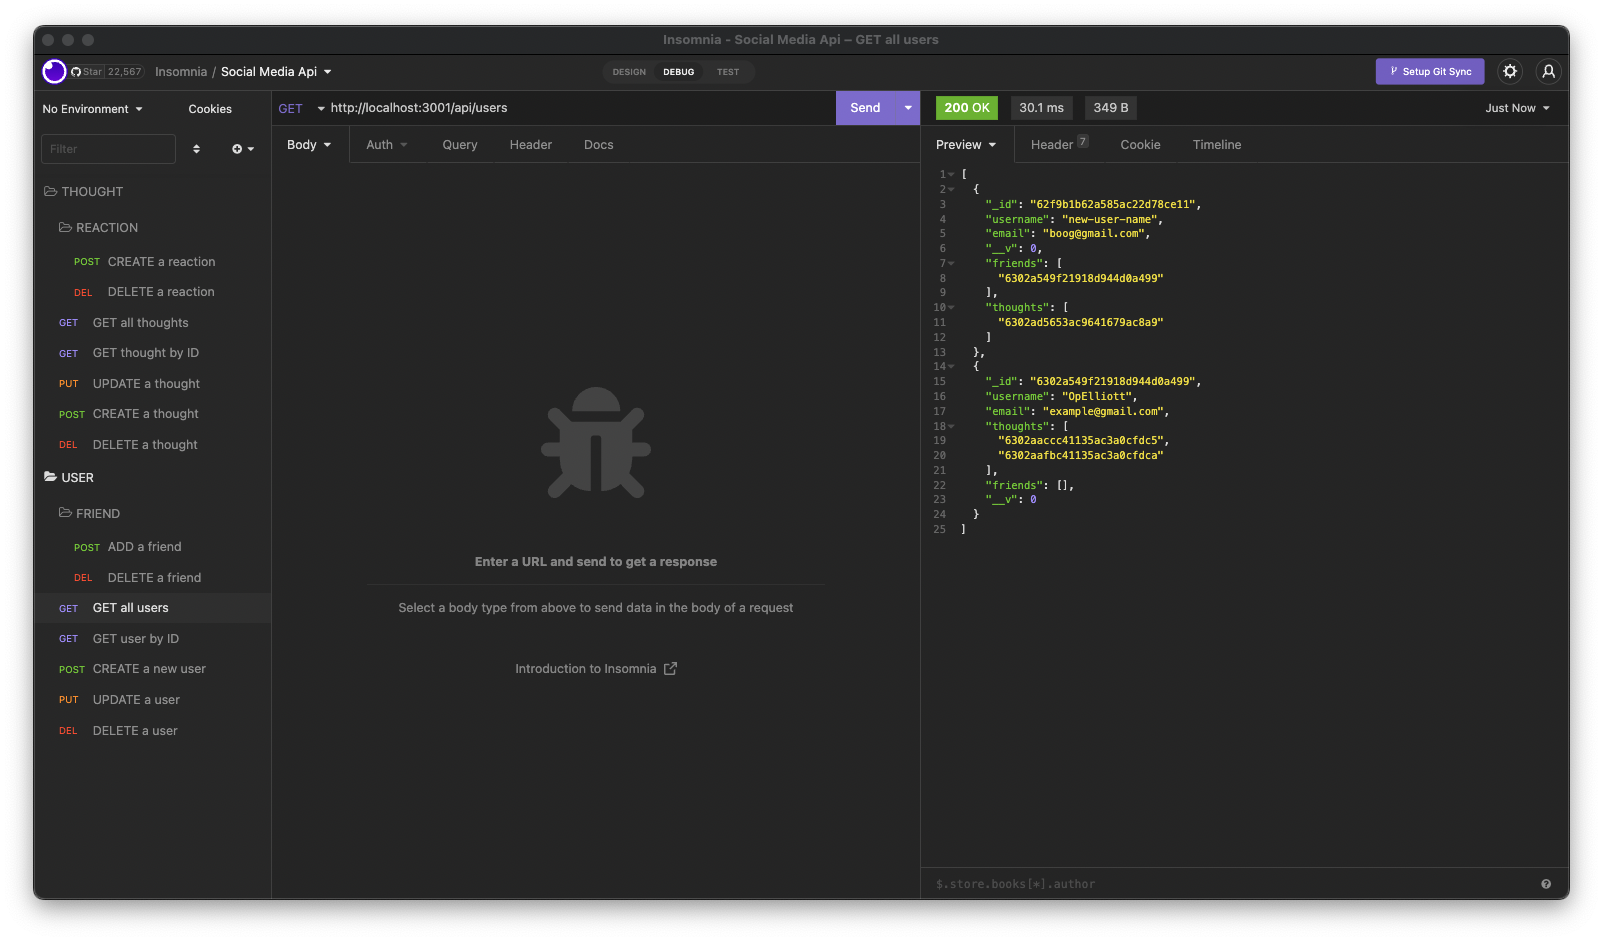 Insomnia - Social Media Api – GET all users
Star 22,567 Insomnia / Social Media Api
DESIGN DEBUG TEST
Setup Git Sync
No Environment Cookies
Filter
THOUGHT
REACTION
POST CREATE a reaction
DEL DELETE a reaction
GET GET all thoughts
GET GET thought by ID
PUT UPDATE a thought
POST CREATE a thought
DEL DELETE a thought
USER
FRIEND
POST ADD a friend
DEL DELETE a friend
GET GET all users
GET GET user by ID
POST CREATE a new user
PUT UPDATE a user
DEL DELETE a user
GET http://localhost:3001/api/users Send
Body Auth Query Header Docs
Enter a URL and send to get a response
Select a body type from above to send data in the body of a request
Introduction to Insomnia
200 OK 30.1 ms 349 B Just Now
Preview Header 7 Cookie Timeline
1 [
2 {
3 "_id": "62f9b1b62a585ac22d78ce11",
4 "username": "new-user-name",
5 "email": "boog@gmail.com",
6 "__v": 0,
7 "friends": [
8 "6302a549f21918d944d0a499"
9 ],
10 "thoughts": [
11 "6302ad5653ac9641679ac8a9"
12 ]
13 },
14 {
15 "_id": "6302a549f21918d944d0a499",
16 "username": "OpElliott",
17 "email": "example@gmail.com",
18 "thoughts": [
19 "6302aaccc41135ac3a0cfdc5",
20 "6302aafbc41135ac3a0cfdca"
21 ],
22 "friends": [],
23 "__v": 0
24 }
25 ]
$.store.books[*].author